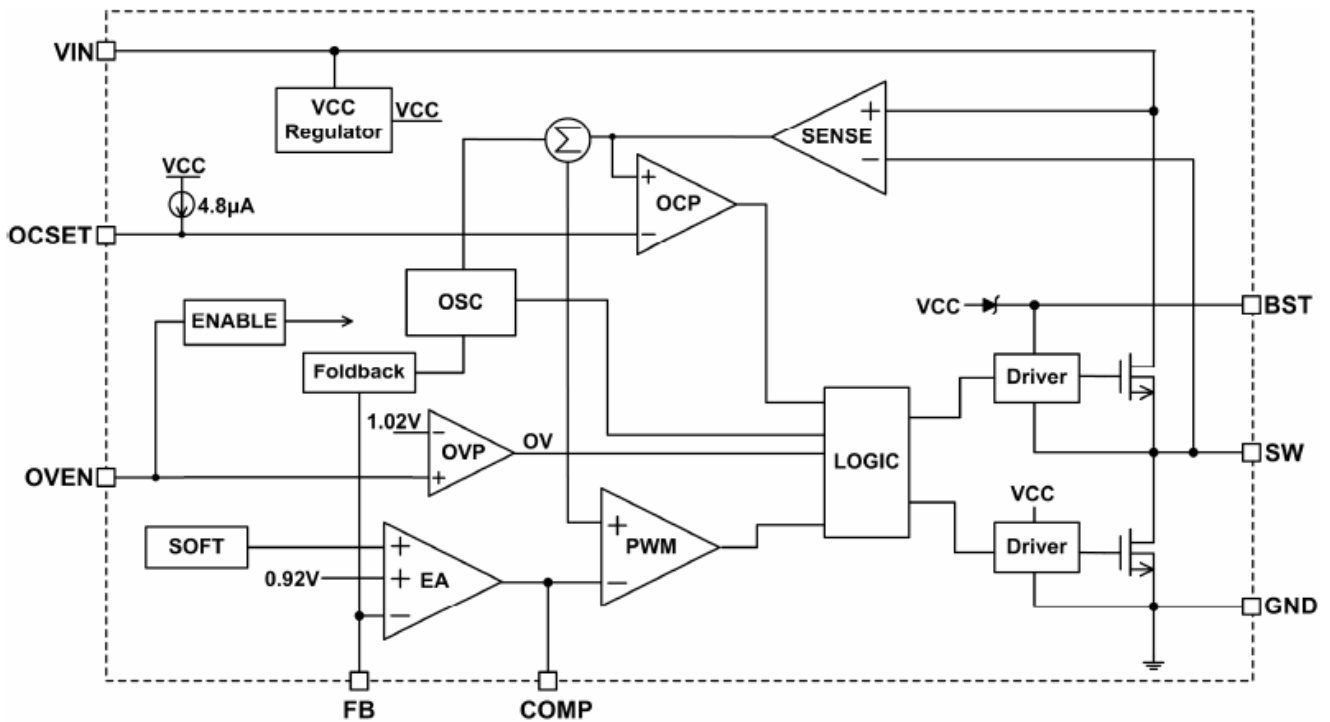 VIN
VCC
Regulator
VCC
Σ
+
SENSE
−
VCC
4.8μA
+
OCP
−
OCSET
OSC
ENABLE
VCC
BST
Foldback
Driver
1.02V
−
OVP
+
OV
LOGIC
SW
OVEN
VCC
SOFT
+
0.92V
+
EA
−
+
PWM
−
Driver
GND
FB
COMP